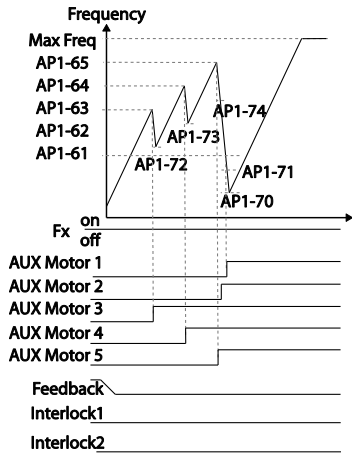 Frequency
Max Freq
AP1-65
AP1-64
AP1-63
AP1-62
AP1-61
AP1-74
AP1-73
AP1-72
AP1-71
AP1-70
Fx
on
off
AUX Motor 1
AUX Motor 2
AUX Motor 3
AUX Motor 4
AUX Motor 5
Feedback
Interlock1
Interlock2